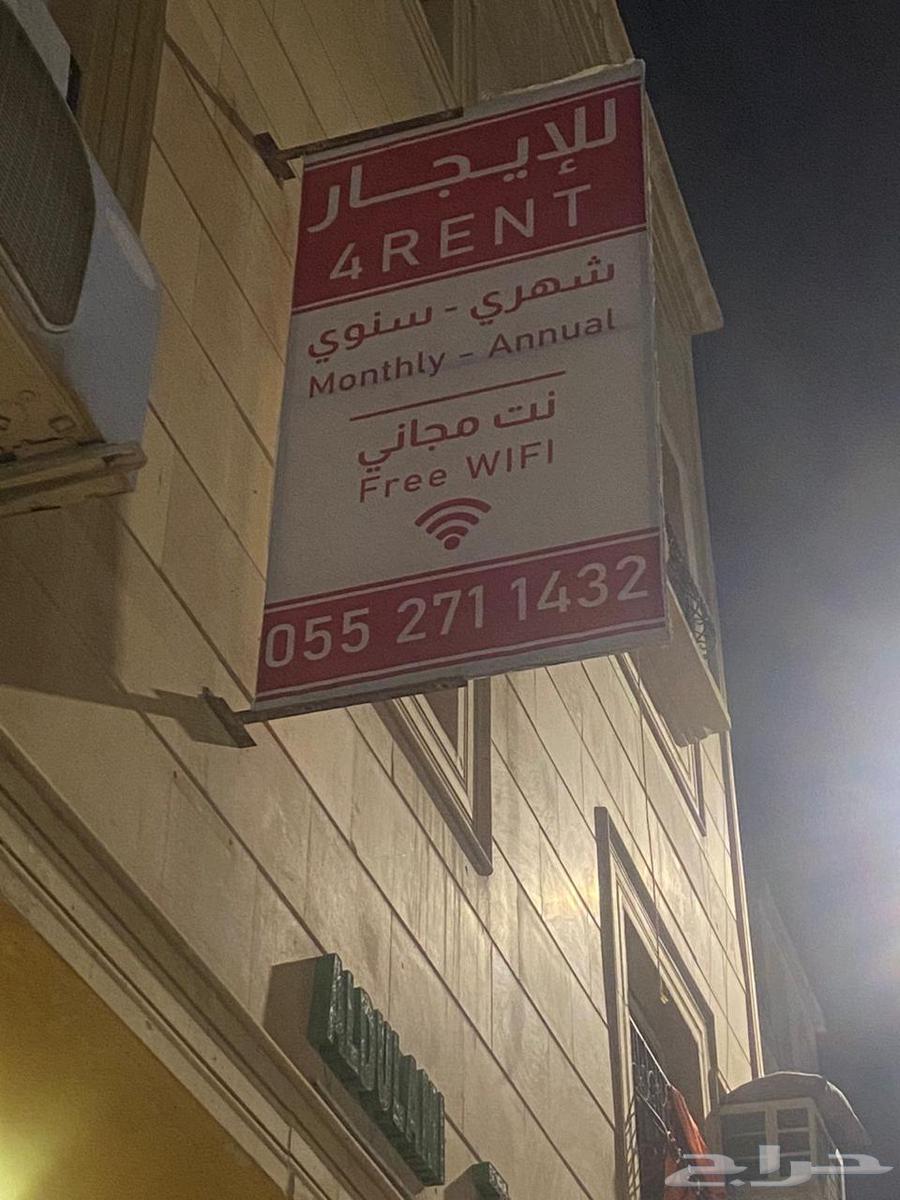 للإيجار
4RENT
شهري - سنوي
Monthly - Annual
نت مجاني
Free WIFI
055 271 1432
حراج